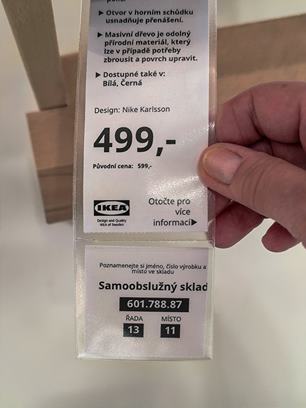 ▶ Otvor v horním schůdku
usnadňuje přenášení.
▶ Masivní dřevo je odolný
přírodní materiál, který
lze v případě potřeby
zbrousit a povrch upravit.
▶ Dostupné také v:
Bílá, Černá
Design: Nike Karlsson
499,-
Původní cena: 599,-
IKEA
Design and Quality
IKEA of Sweden
Otočte pro
více
informací▶
Poznamenejte si jméno, číslo výrobku a
místo ve skladu
Samoobslužný sklad
601.788.87
ŘADA MÍSTO
13 11